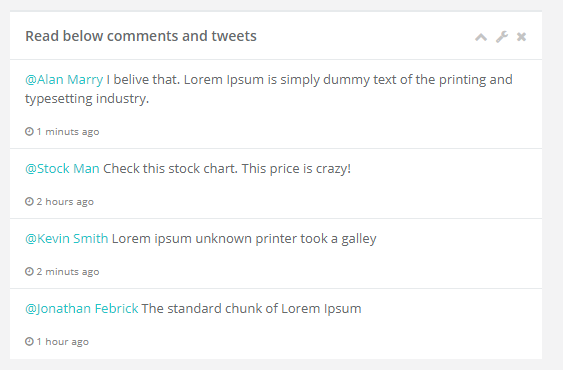 Read below comments and tweets
@Alan Marry I belive that. Lorem Ipsum is simply dummy text of the printing and
typesetting industry.
1 minuts ago
@Stock Man Check this stock chart. This price is crazy!
2 hours ago
@Kevin Smith Lorem ipsum unknown printer took a galley
2 minuts ago
@Jonathan Febrick The standard chunk of Lorem Ipsum
1 hour ago